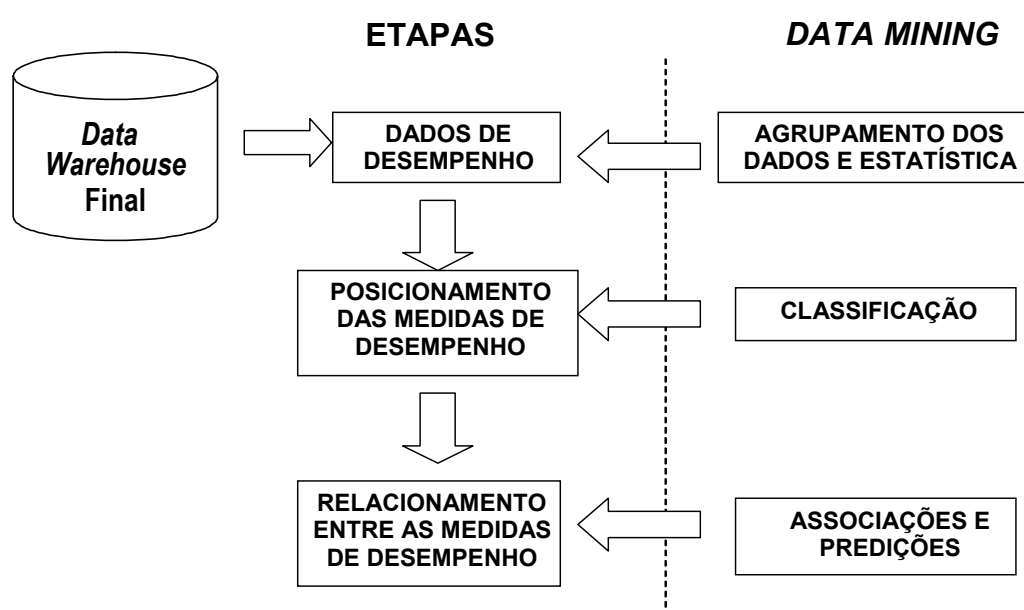 ETAPAS
DATA MINING
Data
Warehouse
Final
DADOS DE
DESEMPENHO
AGRUPAMENTO DOS
DADOS E ESTATÍSTICA
POSICIONAMENTO
DAS MEDIDAS DE
DESEMPENHO
CLASSIFICAÇÃO
RELACIONAMENTO
ENTRE AS MEDIDAS
DE DESEMPENHO
ASSOCIAÇÕES E
PREDIÇÕES